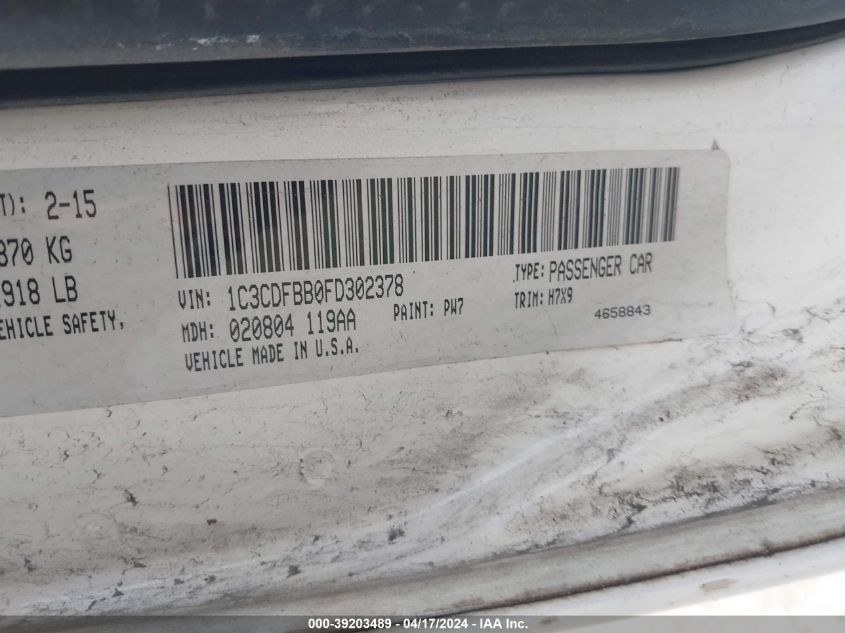 T): 2-15
870 KG
918 LB
EHICLE SAFETY,
VIN: 1C3CDFBB0FD302378
TYPE: PASSENGER CAR
MDH: 020804 119AA
PAINT: PW7
TRIM: H7X9
VEHICLE MADE IN U.S.A.
4658843
000-39203489 - 04/17/2024 - IAA Inc.